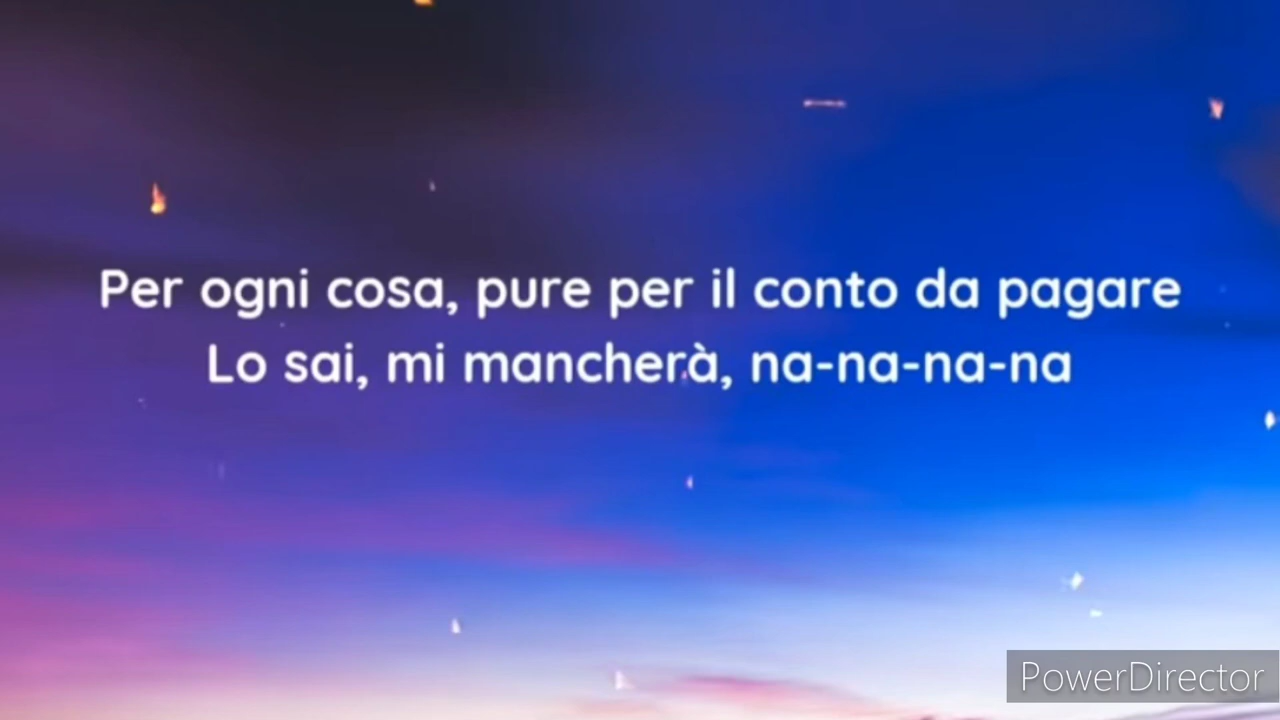 Per ogni cosa, pure per il conto da pagare
Lo sai, mi mancherà, na-na-na-na
PowerDirector